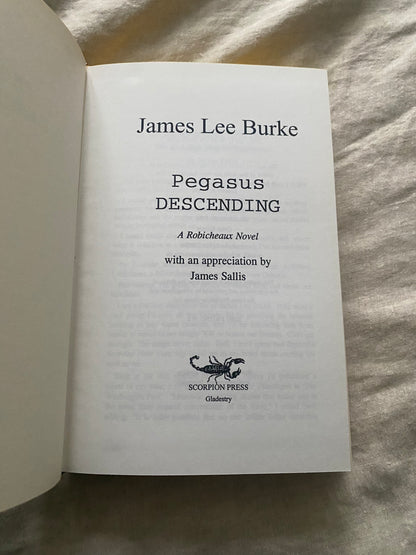 James Lee Burke
Pegasus
DESCENDING
A Robicheaux Novel
with an appreciation by
James Sallis
SCORPION PRESS
Gladestry